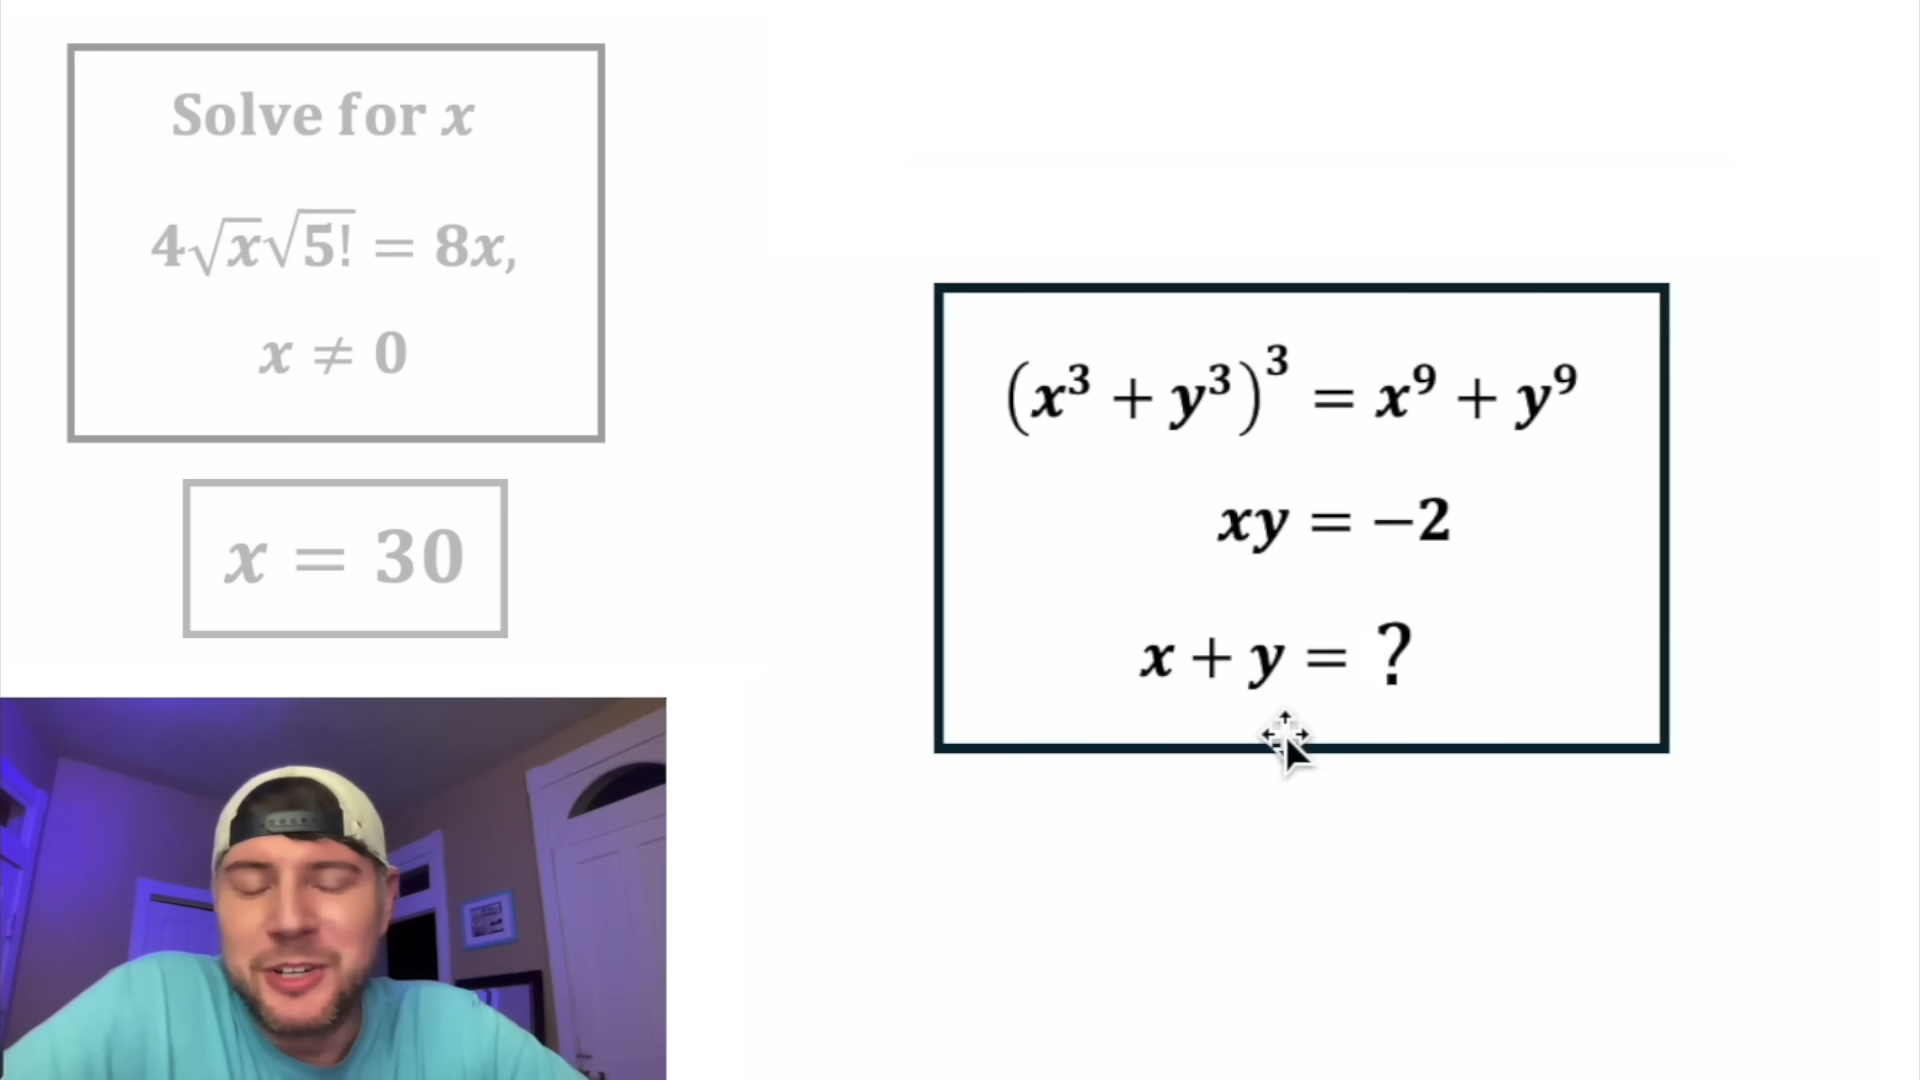 Solve for x
4√x√5! = 8x,
x ≠ 0
x = 30
(x³ + y³)³ = x⁹ + y⁹
xy = −2
x + y = ?